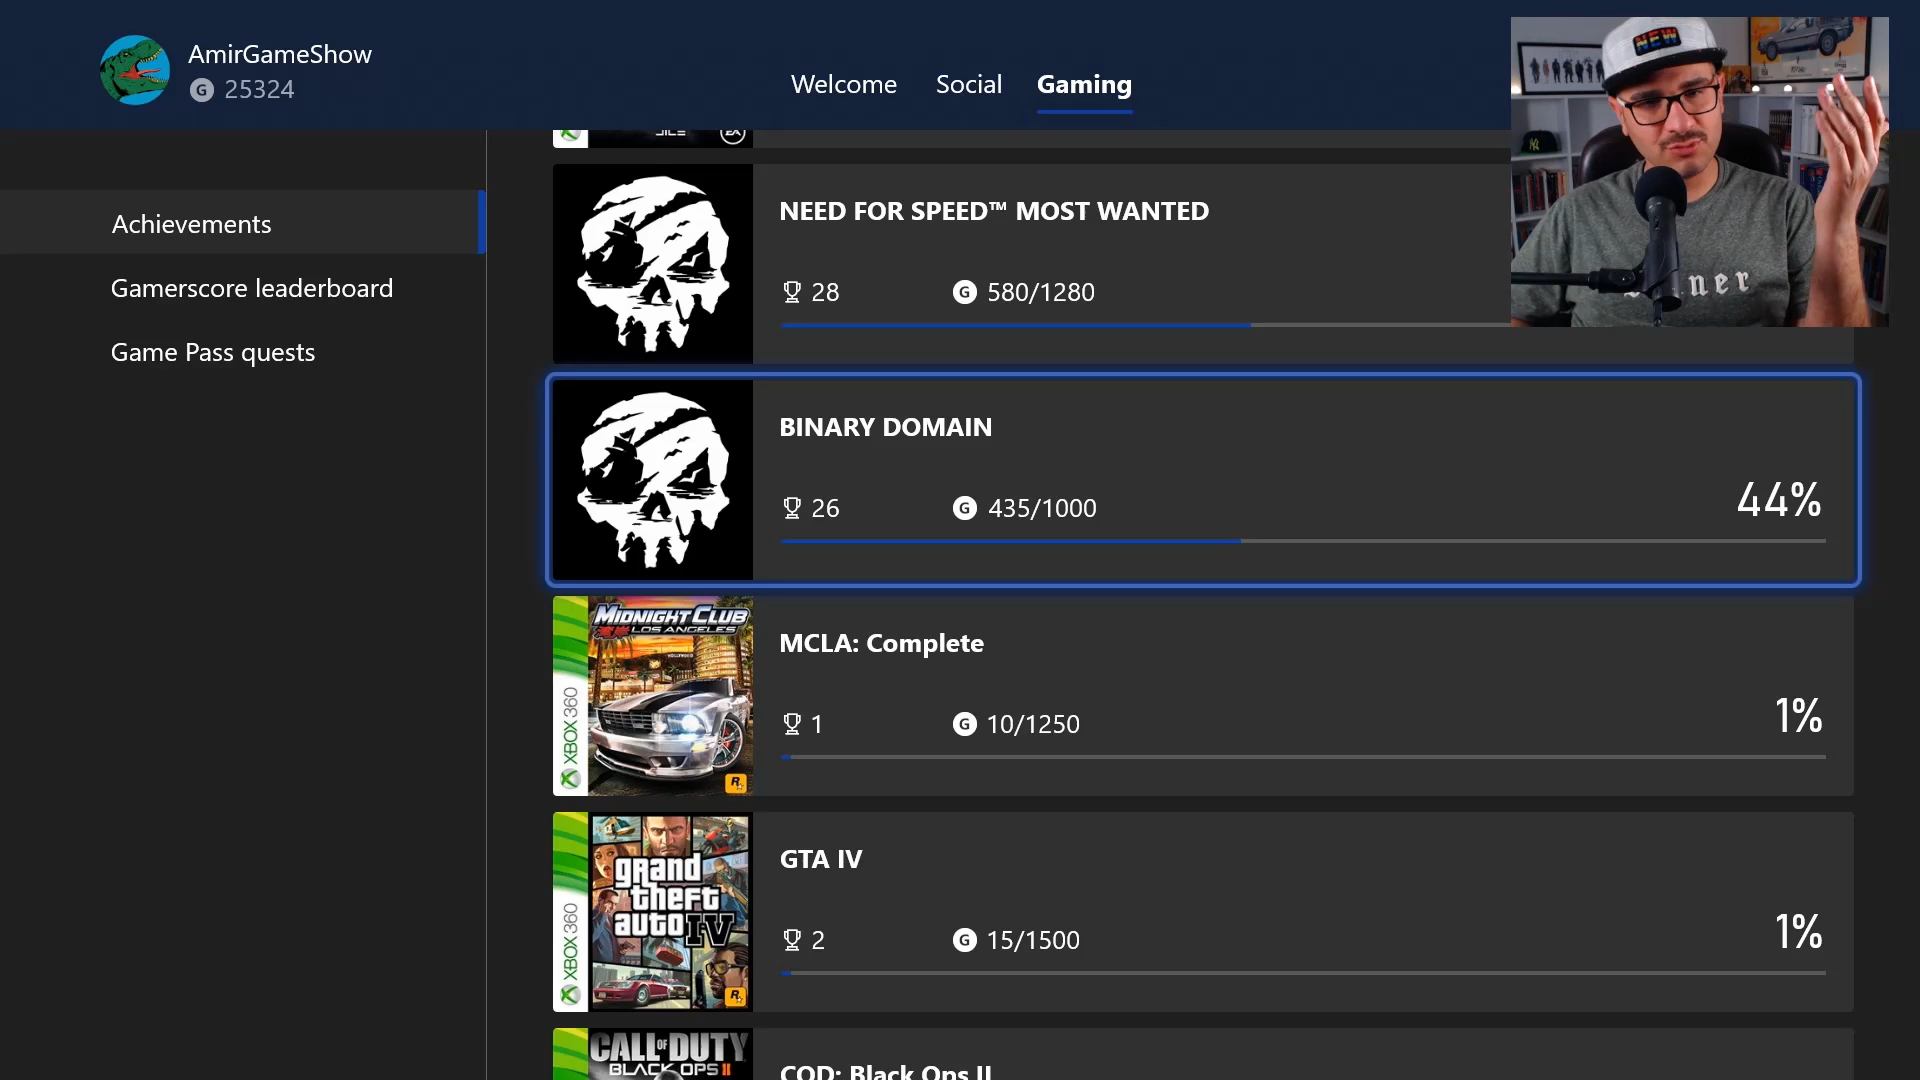 AmirGameShow
G 25324
Welcome
Social
Gaming
NEW
Achievements
Gamerscore leaderboard
Game Pass quests
EA
NEED FOR SPEED™ MOST WANTED
28
G 580/1280
BINARY DOMAIN
26
G 435/1000
44%
MIDNIGHT CLUB
LOS ANGELES
XBOX 360
R
MCLA: Complete
1
G 10/1250
1%
grand
theft
auto IV
XBOX 360
R
GTA IV
2
G 15/1500
1%
CALL OF DUTY
BLACK OPS II
COD: Black Ops II